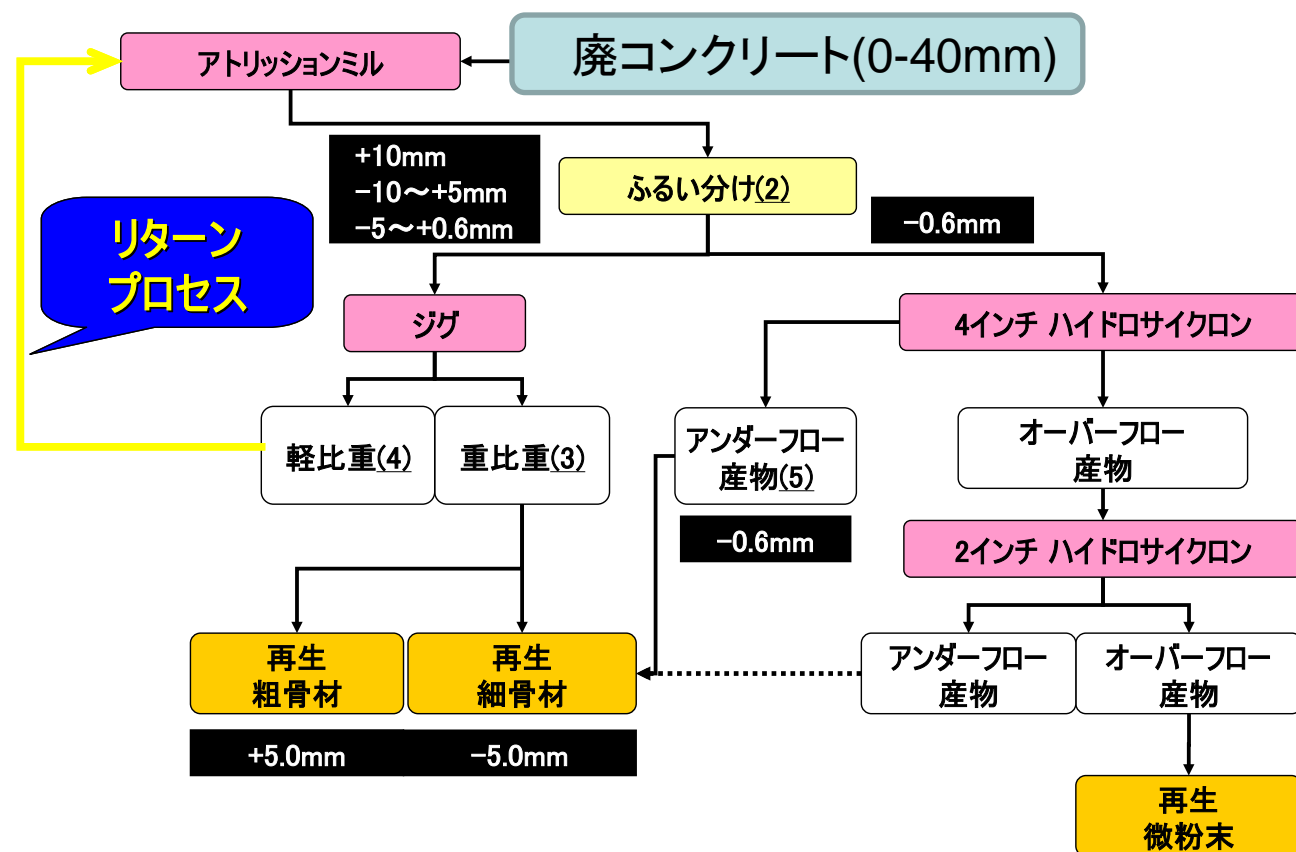 アトリッションミル
廃コンクリート(0-40mm)
+10mm
-10～+5mm
-5～+0.6mm
ふるい分け(2)
-0.6mm
リターン
プロセス
ジグ
4インチ ハイドロサイクロン
軽比重(4)
重比重(3)
アンダーフロー
産物(5)
オーバーフロー
産物
-0.6mm
2インチ ハイドロサイクロン
再生
粗骨材
再生
細骨材
アンダーフロー
産物
オーバーフロー
産物
+5.0mm
-5.0mm
再生
微粉末